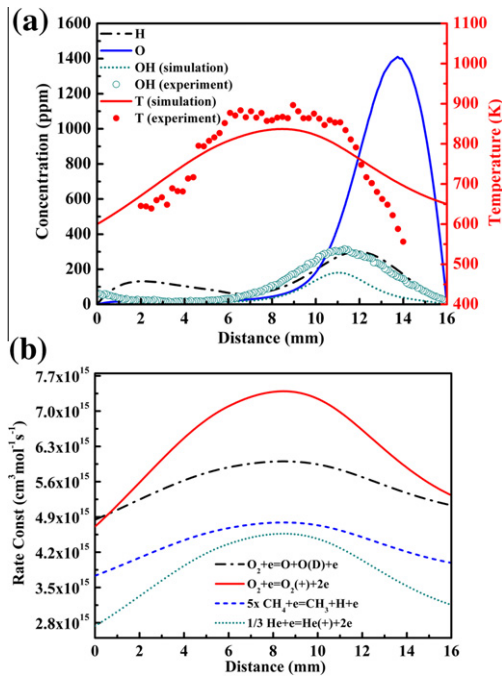 (a)
H
O
OH (simulation)
OH (experiment)
T (simulation)
T (experiment)
1600
1400
1200
1000
800
600
400
200
0
Concentration (ppm)
1100
1000
900
800
700
600
500
400
Temperature (K)
0 2 4 6 8 10 12 14 16
Distance (mm)
(b)
7.7x10^15
7.0x10^15
6.3x10^15
5.6x10^15
4.9x10^15
4.2x10^15
3.5x10^15
2.8x10^15
Rate Const (cm³ mol⁻¹ s⁻¹)
O₂+e=O+O(D)+e
O₂+e=O₂(+)+2e
5x CH₄+e=CH₃+H+e
1/3 He+e=He(+)+2e
0 2 4 6 8 10 12 14 16
Distance (mm)